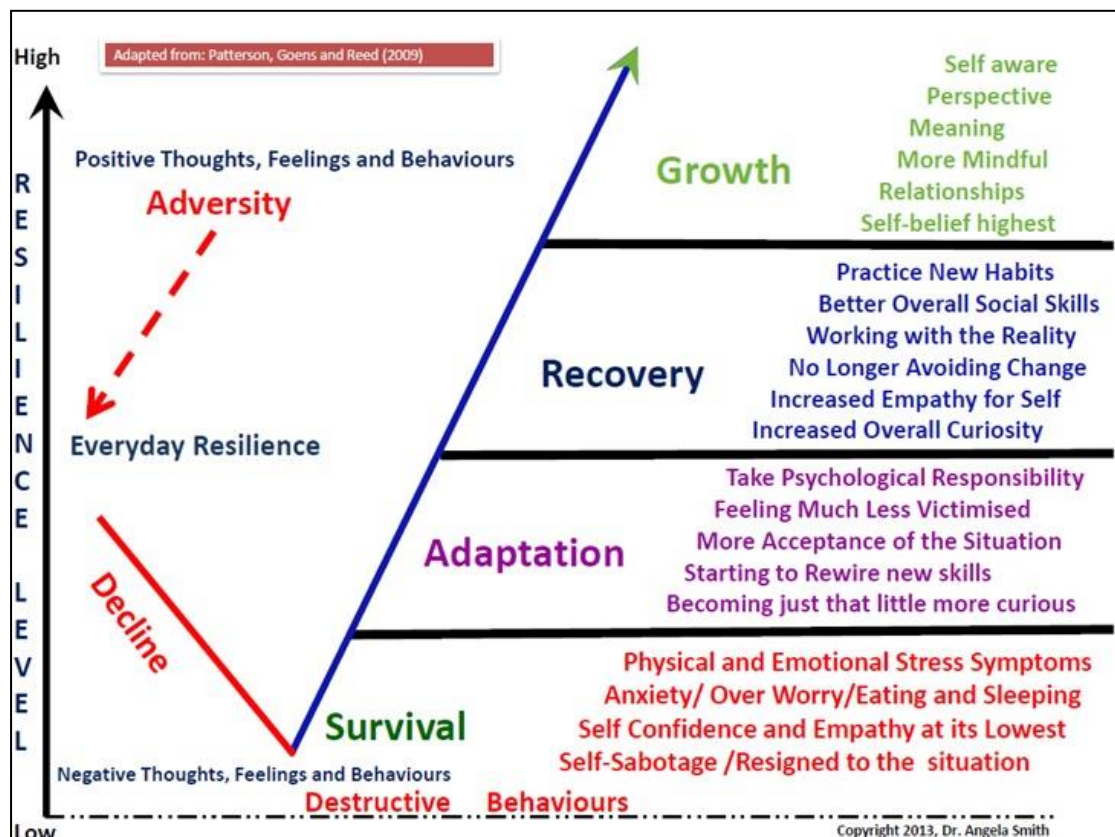 Adapted from: Patterson, Goens and Reed (2009)
High
RESILIENCE LEVEL
Low
Positive Thoughts, Feelings and Behaviours
Adversity
Everyday Resilience
Decline
Negative Thoughts, Feelings and Behaviours
Growth
Self aware
Perspective
Meaning
More Mindful
Relationships
Self-belief highest
Recovery
Practice New Habits
Better Overall Social Skills
Working with the Reality
No Longer Avoiding Change
Increased Empathy for Self
Increased Overall Curiosity
Adaptation
Take Psychological Responsibility
Feeling Much Less Victimised
More Acceptance of the Situation
Starting to Rewire new skills
Becoming just that little more curious
Survival
Physical and Emotional Stress Symptoms
Anxiety/ Over Worry/Eating and Sleeping
Self Confidence and Empathy at its Lowest
Self-Sabotage /Resigned to the situation
Destructive Behaviours
Copyright 2013, Dr. Angela Smith